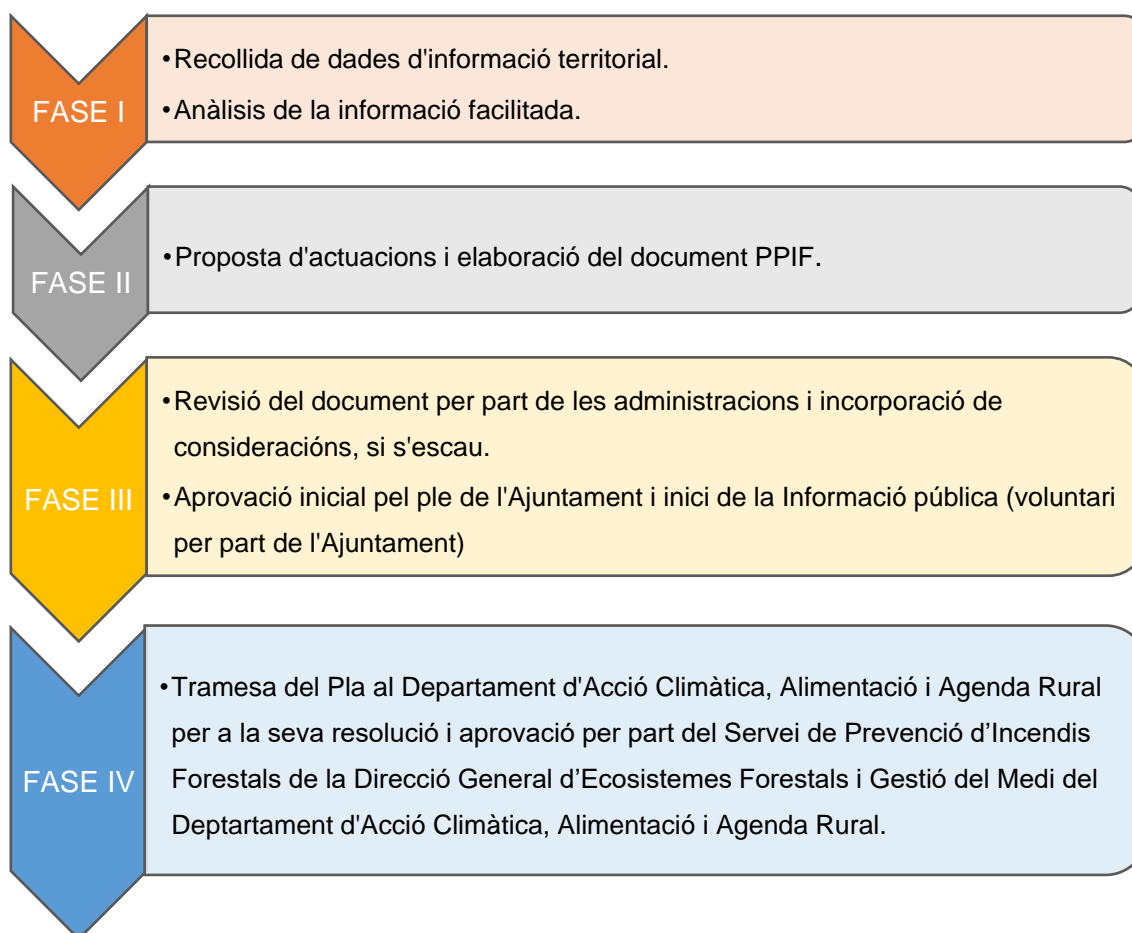 FASE I
•Recollida de dades d'informació territorial.
•Anàlisis de la informació facilitada.
FASE II
•Proposta d'actuacions i elaboració del document PPIF.
FASE III
•Revisió del document per part de les administracions i incorporació de
consideracións, si s'escau.
•Aprovació inicial pel ple de l'Ajuntament i inici de la Informació pública (voluntari
per part de l'Ajuntament)
FASE IV
•Tramesa del Pla al Departament d'Acció Climàtica, Alimentació i Agenda Rural
per a la seva resolució i aprovació per part del Servei de Prevenció d’Incendis
Forestals de la Direcció General d’Ecosistemes Forestals i Gestió del Medi del
Deptartament d'Acció Climàtica, Alimentació i Agenda Rural.